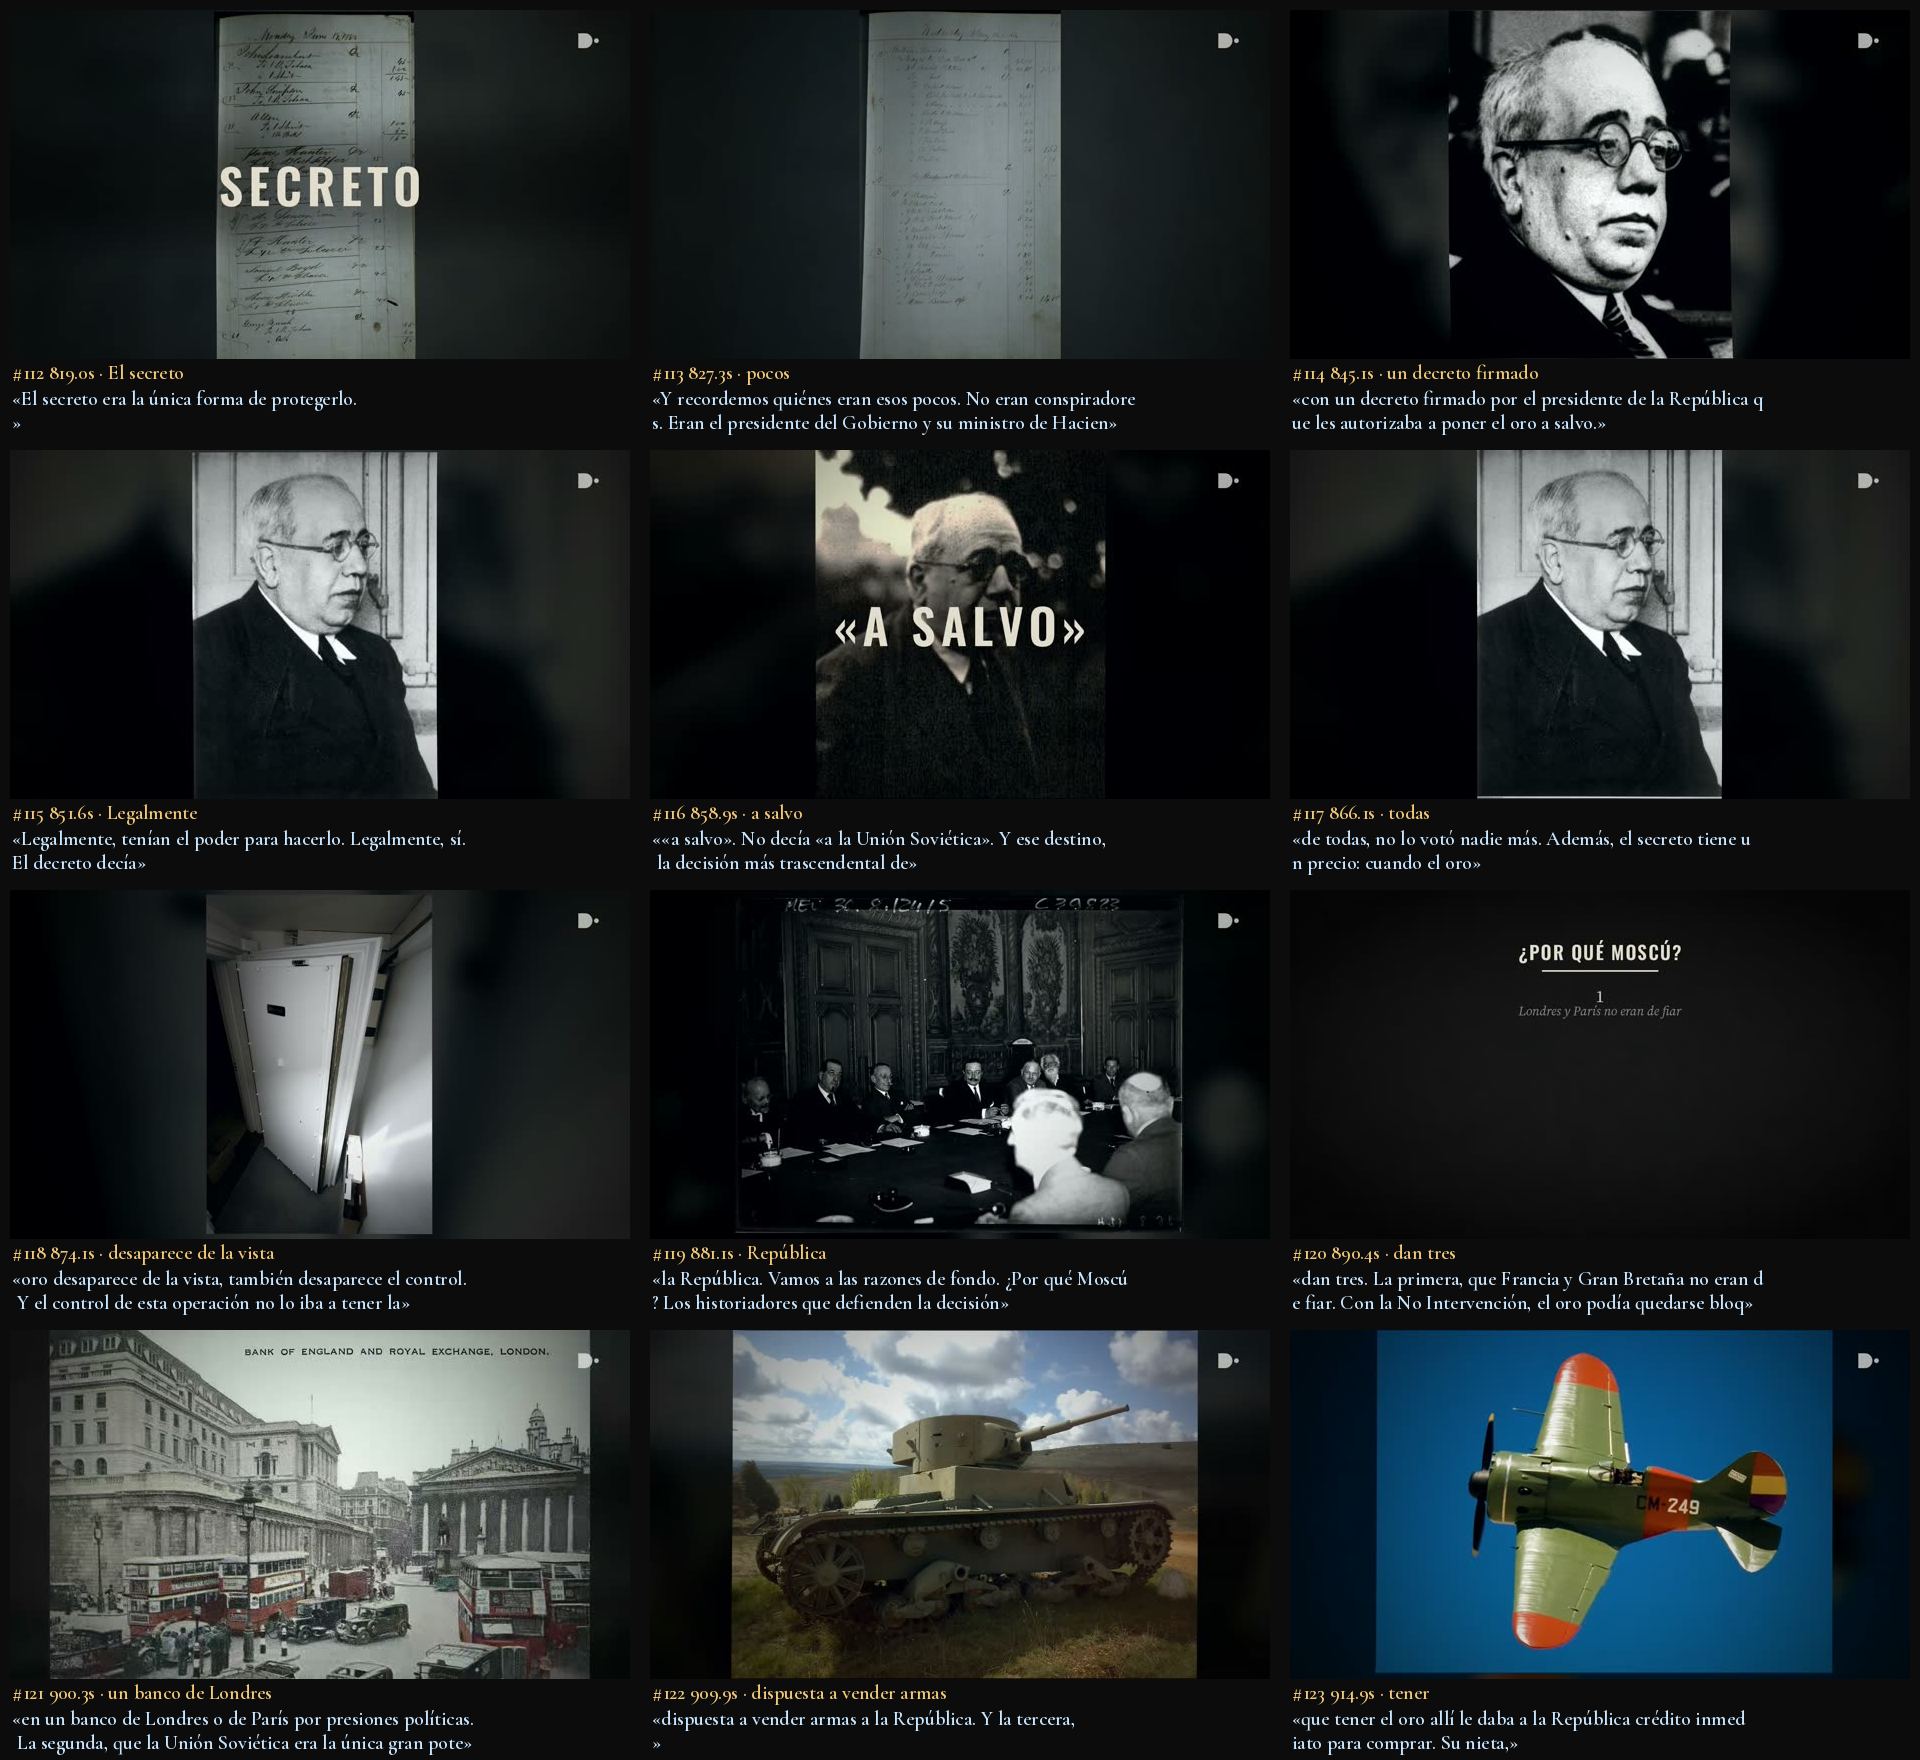 SECRETO
#112 819.0s · El secreto
«El secreto era la única forma de protegerlo.
»
#113 827.3s · pocos
«Y recordemos quiénes eran esos pocos. No eran conspiradore
s. Eran el presidente del Gobierno y su ministro de Hacien»
#114 845.1s · un decreto firmado
«con un decreto firmado por el presidente de la República q
ue les autorizaba a poner el oro a salvo.»
#115 851.6s · Legalmente
«Legalmente, tenían el poder para hacerlo. Legalmente, sí.
El decreto decía»
«A SALVO»
#116 858.9s · a salvo
««a salvo». No decía «a la Unión Soviética». Y ese destino,
la decisión más trascendental de»
#117 866.1s · todas
«de todas, no lo votó nadie más. Además, el secreto tiene u
n precio: cuando el oro»
#118 874.1s · desaparece de la vista
«oro desaparece de la vista, también desaparece el control.
Y el control de esta operación no lo iba a tener la»
#119 881.1s · República
«la República. Vamos a las razones de fondo. ¿Por qué Moscú
? Los historiadores que defienden la decisión»
¿POR QUÉ MOSCÚ?
1
Londres y París no eran de fiar
#120 890.4s · dan tres
«dan tres. La primera, que Francia y Gran Bretaña no eran d
e fiar. Con la No Intervención, el oro podía quedarse bloq»
BANK OF ENGLAND AND ROYAL EXCHANGE, LONDON.
#121 900.3s · un banco de Londres
«en un banco de Londres o de París por presiones políticas.
La segunda, que la Unión Soviética era la única gran pote»
#122 909.9s · dispuesta a vender armas
«dispuesta a vender armas a la República. Y la tercera,
»
CM-249
#123 914.9s · tener
«que tener el oro allí le daba a la República crédito inmed
iato para comprar. Su nieta,»